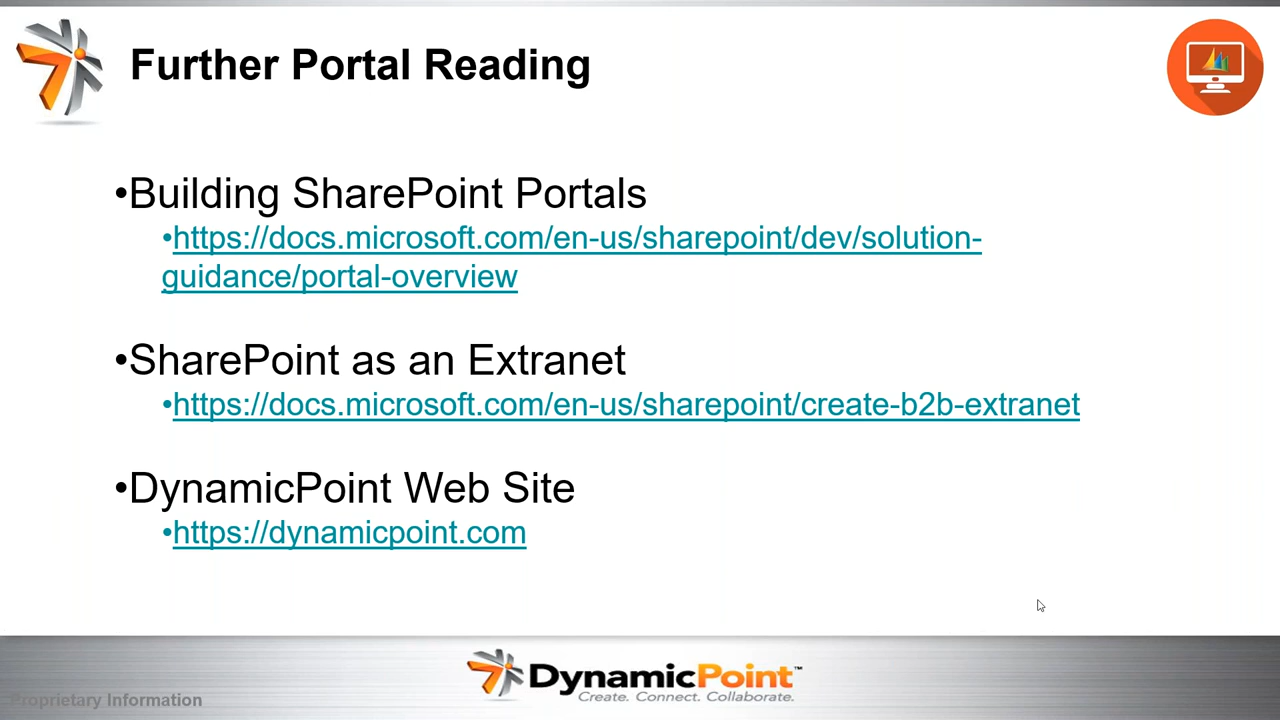 Further Portal Reading
•Building SharePoint Portals
•https://docs.microsoft.com/en-us/sharepoint/dev/solution-
guidance/portal-overview
•SharePoint as an Extranet
•https://docs.microsoft.com/en-us/sharepoint/create-b2b-extranet
•DynamicPoint Web Site
•https://dynamicpoint.com
DynamicPoint™
Create. Connect. Collaborate.
Proprietary Information